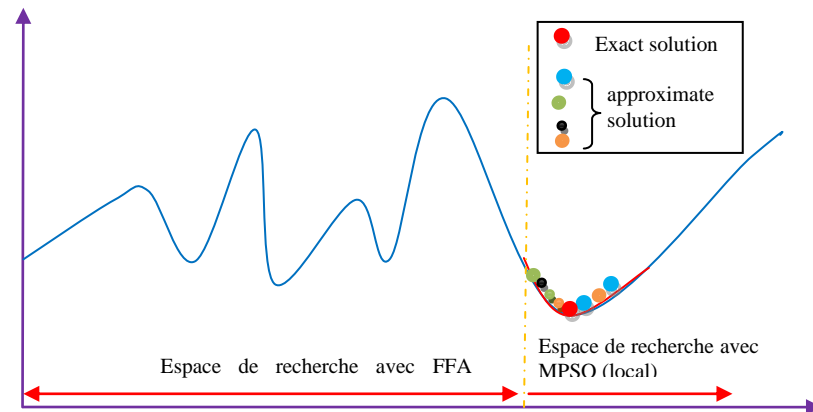 Exact solution
approximate
solution
Espace de recherche avec FFA
Espace de recherche avec
MPSO (local)